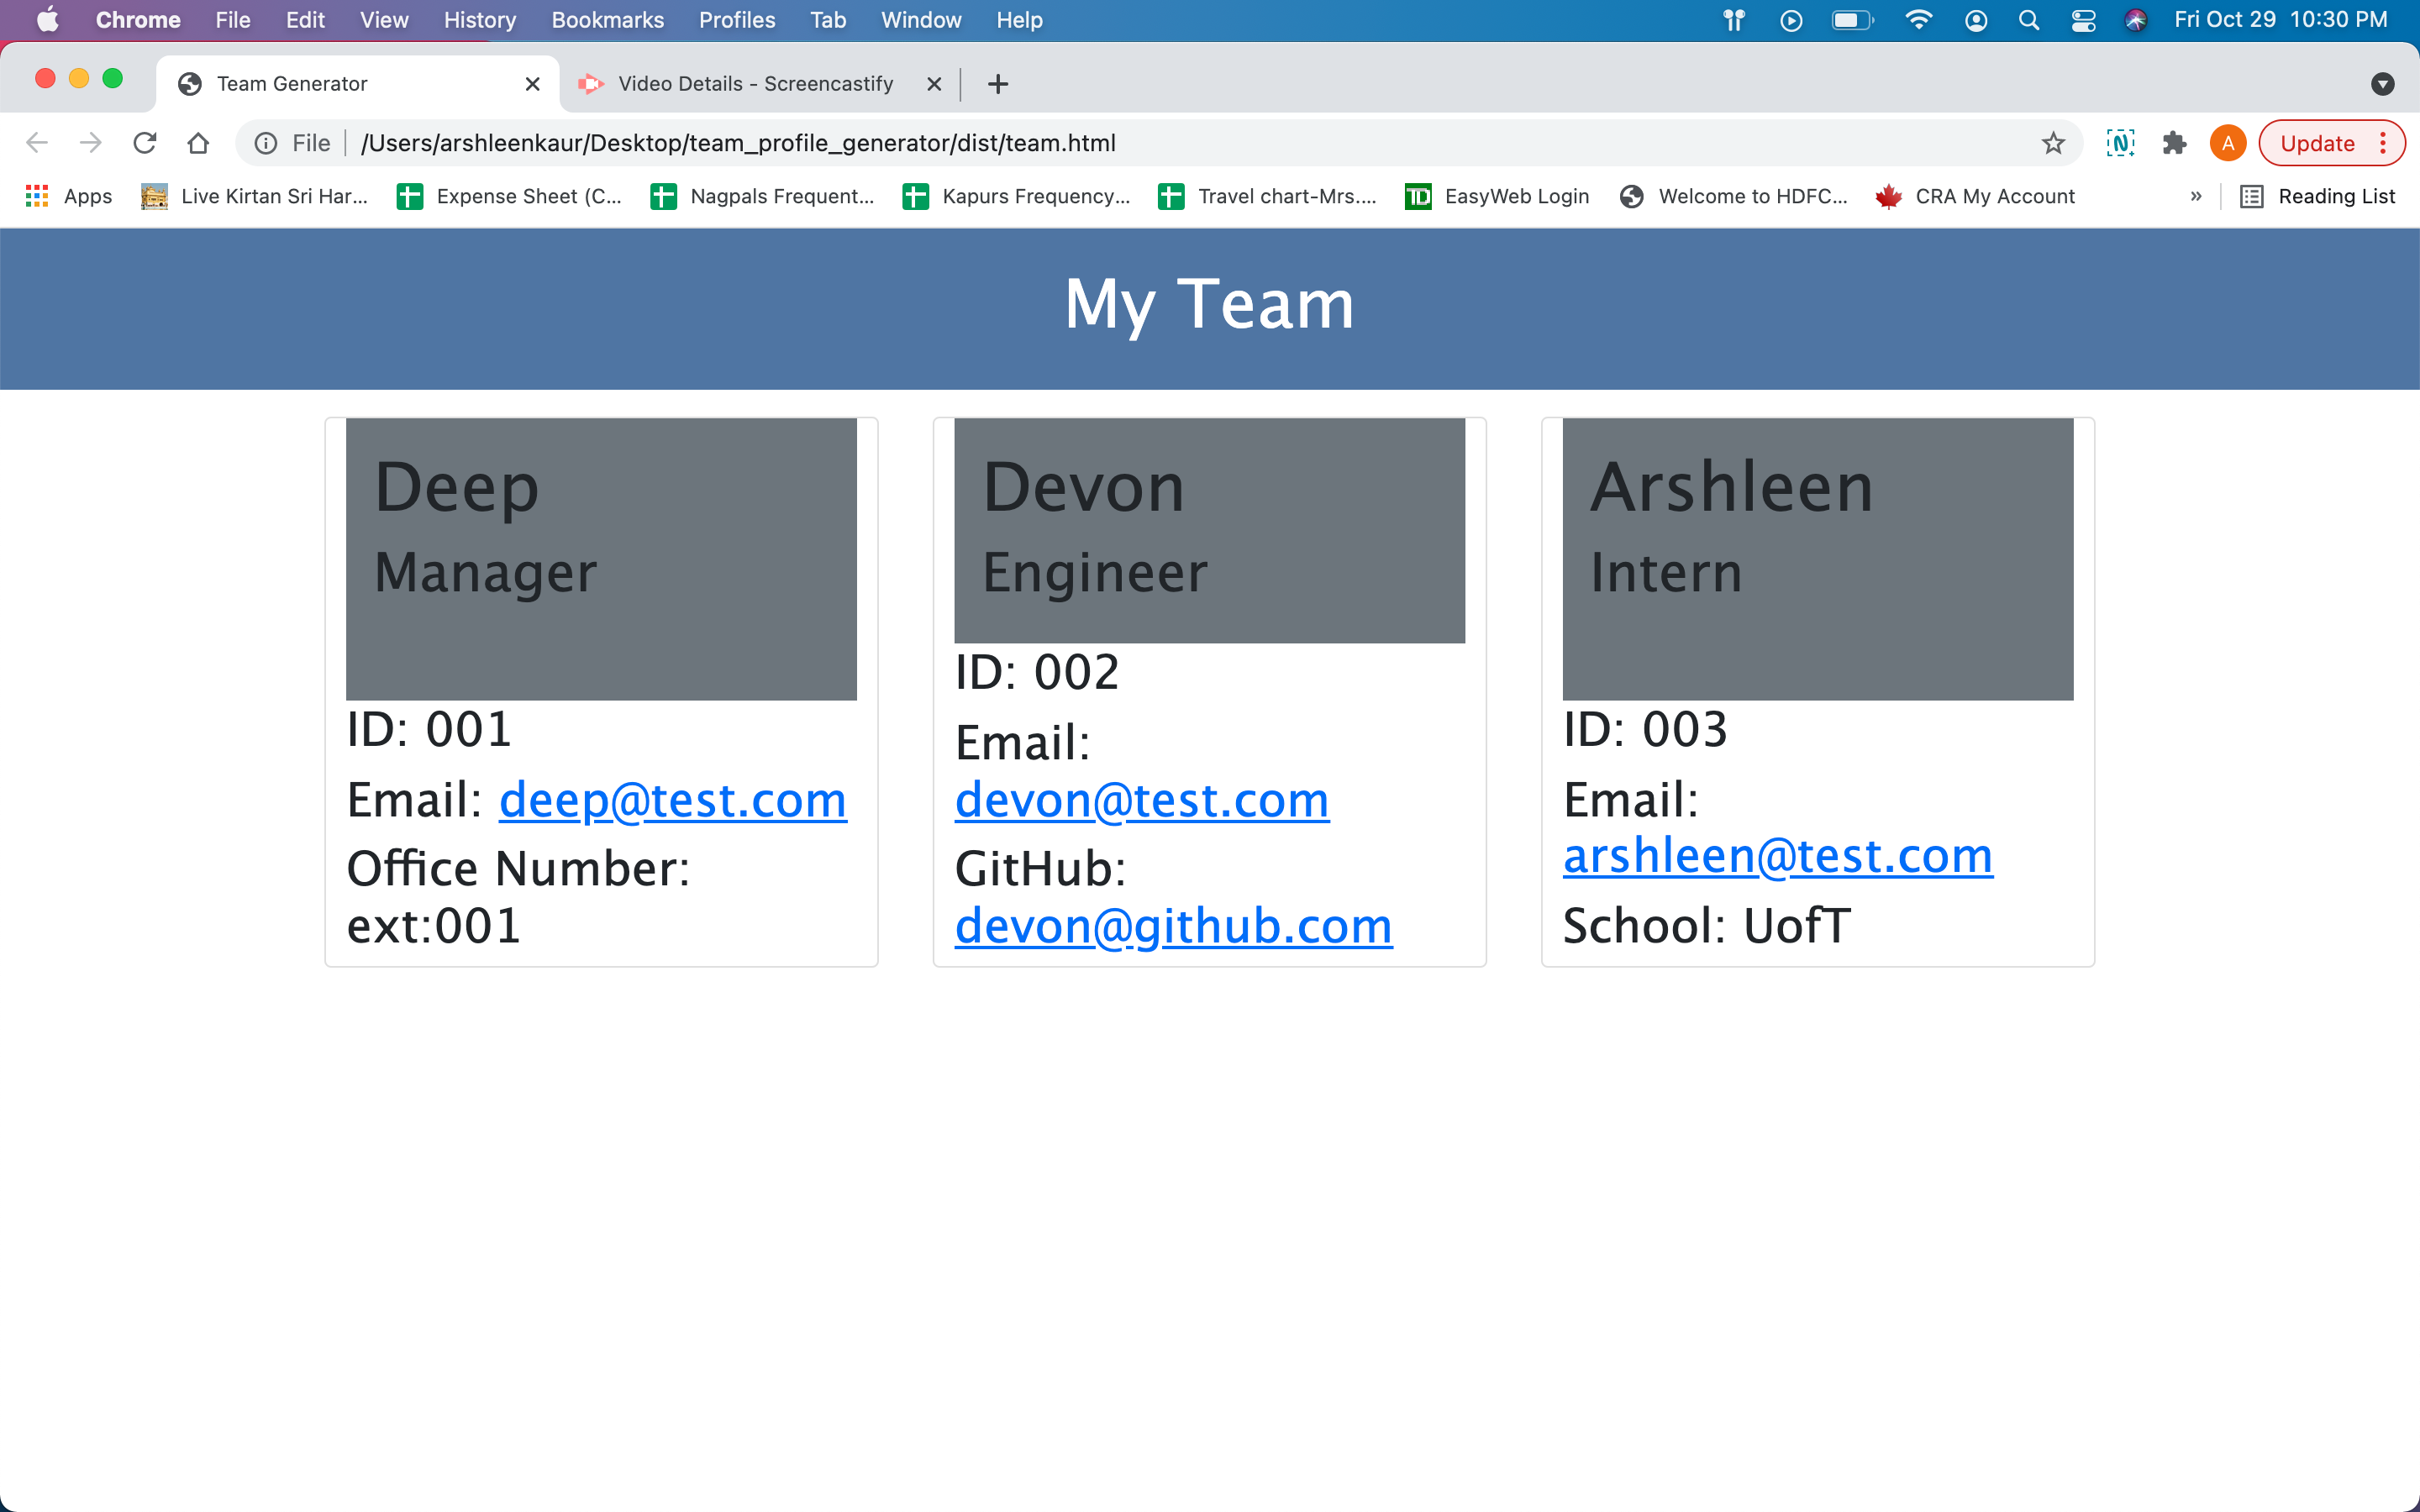 Chrome File Edit View History Bookmarks Profiles Tab Window Help Fri Oct 29 10:30 PM
Team Generator Video Details - Screencastify
File /Users/arshleenkaur/Desktop/team_profile_generator/dist/team.html A Update
Apps Live Kirtan Sri Har... Expense Sheet (C... Nagpals Frequent... Kapurs Frequency... Travel chart-Mrs.... TD EasyWeb Login Welcome to HDFC... CRA My Account » Reading List
My Team
Deep
Manager
ID: 001
Email: deep@test.com
Office Number:
ext:001
Devon
Engineer
ID: 002
Email:
devon@test.com
GitHub:
devon@github.com
Arshleen
Intern
ID: 003
Email:
arshleen@test.com
School: UofT